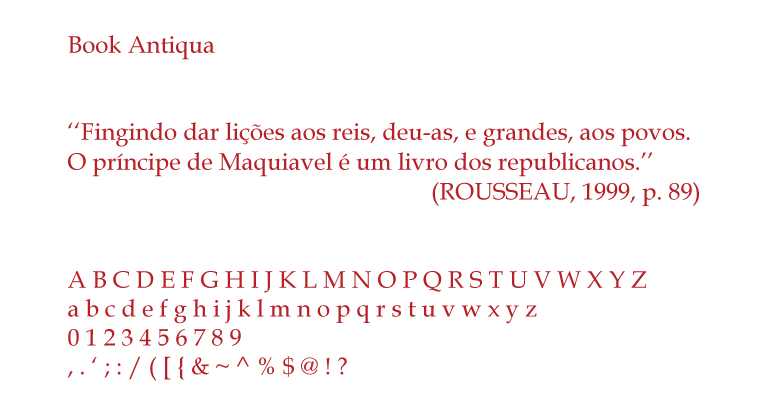 Book Antiqua
‘‘Fingindo dar lições aos reis, deu-as, e grandes, aos povos.
O príncipe de Maquiavel é um livro dos republicanos.’’
(ROUSSEAU, 1999, p. 89)
A B C D E F G H I J K L M N O P Q R S T U V W X Y Z
a b c d e f g h i j k l m n o p q r s t u v w x y z
0 1 2 3 4 5 6 7 8 9
, . ‘ ; : / ( [ { & ~ ^ % $ @ ! ?